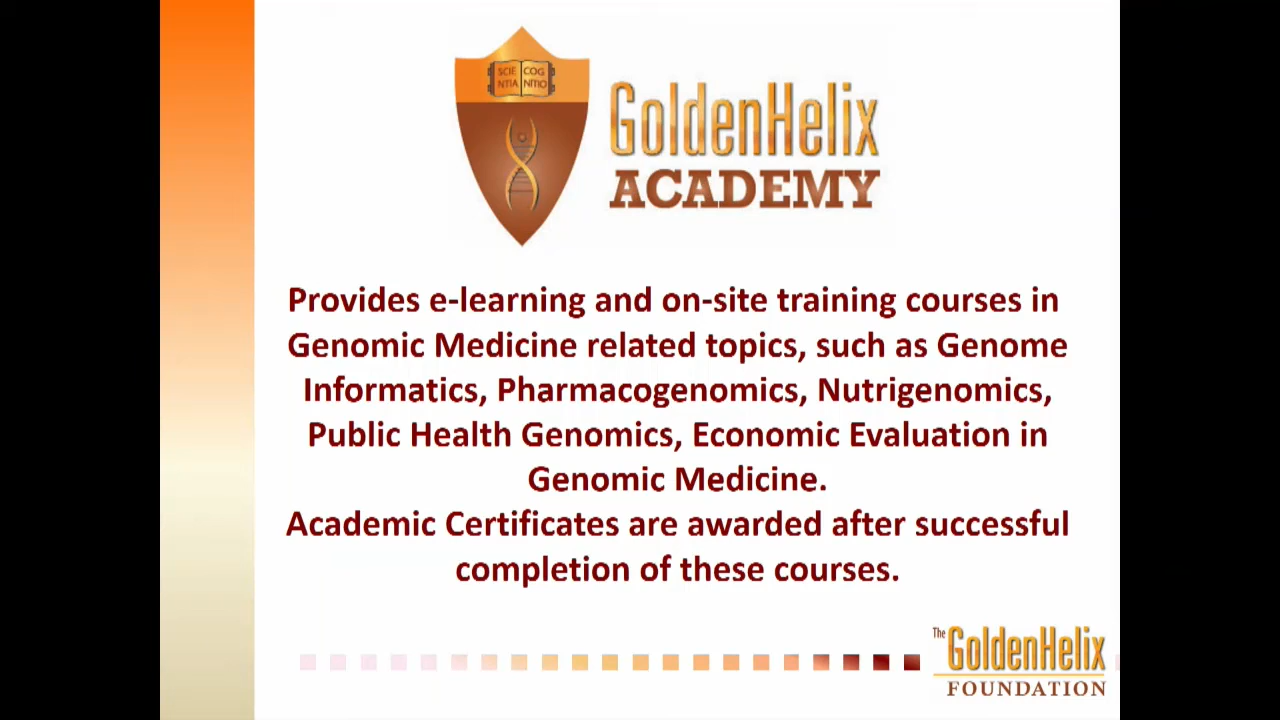 SCIE COG
NTIA NITIO
GoldenHelix
ACADEMY
Provides e-learning and on-site training courses in
Genomic Medicine related topics, such as Genome
Informatics, Pharmacogenomics, Nutrigenomics,
Public Health Genomics, Economic Evaluation in
Genomic Medicine.
Academic Certificates are awarded after successful
completion of these courses.
The
GoldenHelix
FOUNDATION